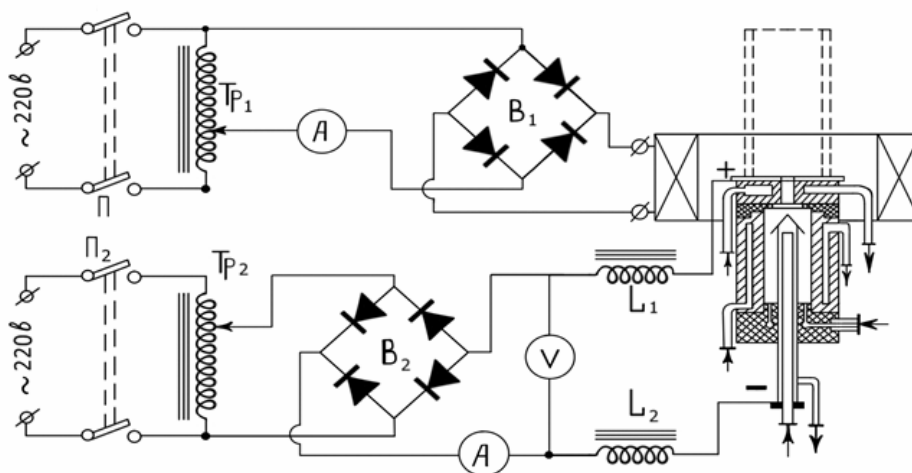 ~220в
Тр₁
А
В₁
П
+
П₂
Тр₂
~220в
В₂
V
L₁
L₂
А
−